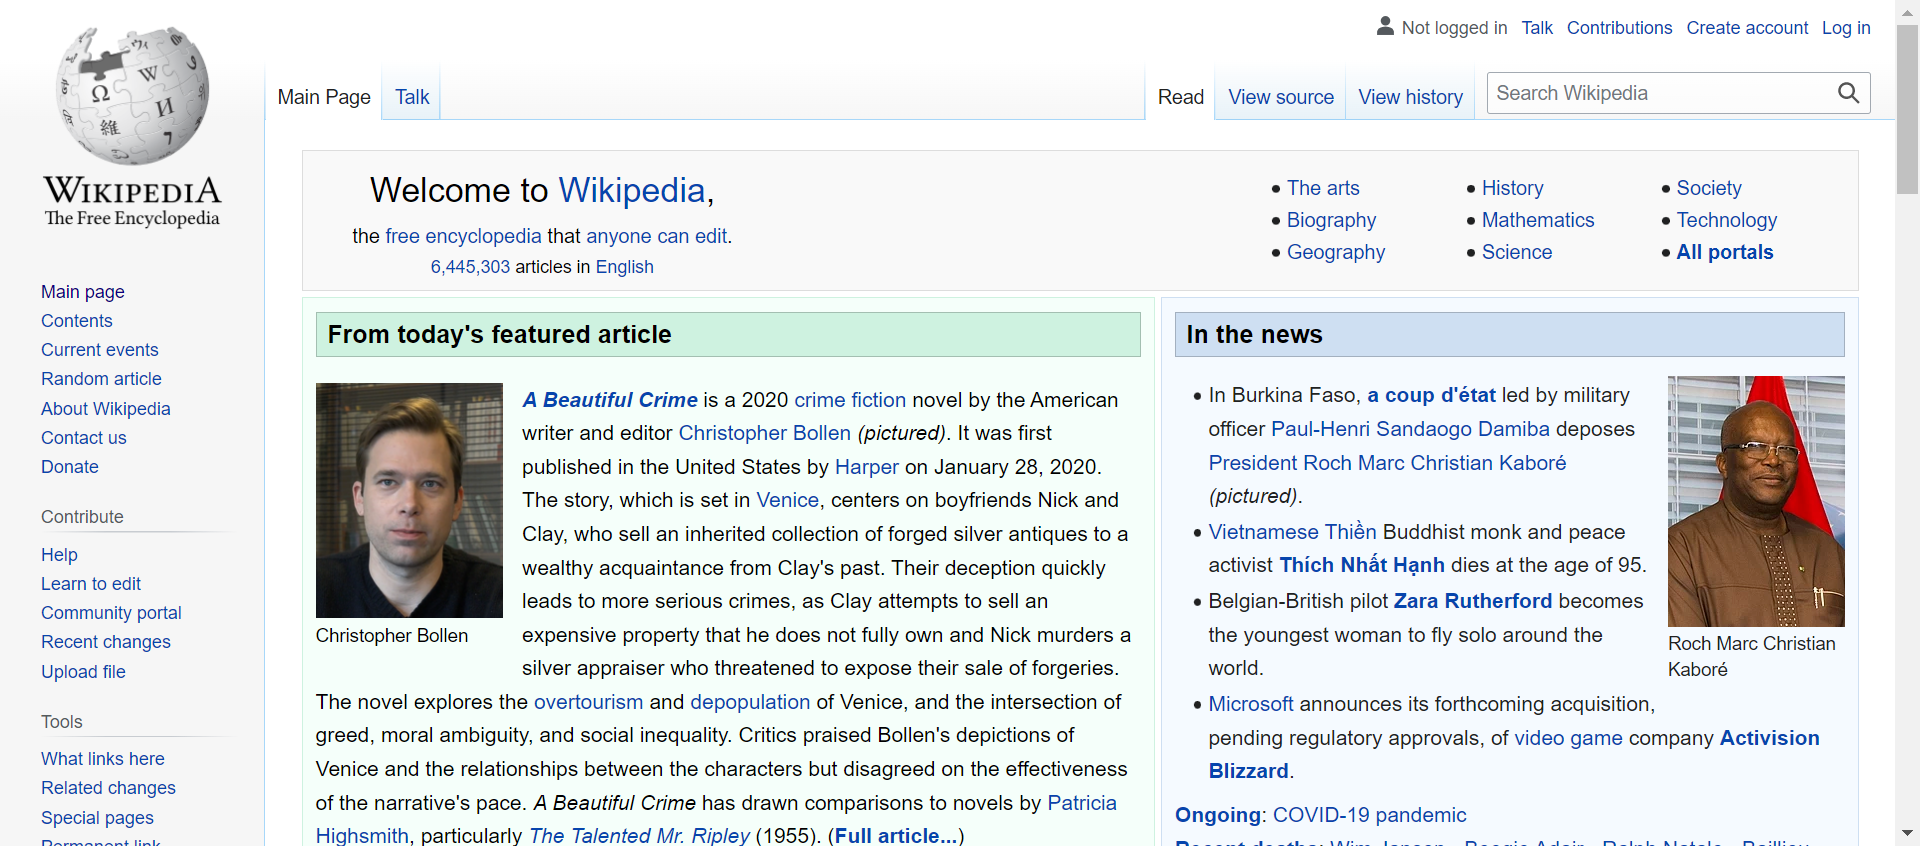 Not logged in Talk Contributions Create account Log in
Main Page Talk Read View source View history Search Wikipedia
WIKIPEDIA
The Free Encyclopedia
Main page
Contents
Current events
Random article
About Wikipedia
Contact us
Donate
Contribute
Help
Learn to edit
Community portal
Recent changes
Upload file
Tools
What links here
Related changes
Special pages
Permanent link
Welcome to Wikipedia,
the free encyclopedia that anyone can edit.
6,445,303 articles in English
The arts
Biography
Geography
History
Mathematics
Science
Society
Technology
All portals
From today's featured article
Christopher Bollen
A Beautiful Crime is a 2020 crime fiction novel by the American
writer and editor Christopher Bollen (pictured). It was first
published in the United States by Harper on January 28, 2020.
The story, which is set in Venice, centers on boyfriends Nick and
Clay, who sell an inherited collection of forged silver antiques to a
wealthy acquaintance from Clay's past. Their deception quickly
leads to more serious crimes, as Clay attempts to sell an
expensive property that he does not fully own and Nick murders a
silver appraiser who threatened to expose their sale of forgeries.
The novel explores the overtourism and depopulation of Venice, and the intersection of
greed, moral ambiguity, and social inequality. Critics praised Bollen's depictions of
Venice and the relationships between the characters but disagreed on the effectiveness
of the narrative's pace. A Beautiful Crime has drawn comparisons to novels by Patricia
Highsmith, particularly The Talented Mr. Ripley (1955). (Full article...)
In the news
In Burkina Faso, a coup d'état led by military
officer Paul-Henri Sandaogo Damiba deposes
President Roch Marc Christian Kaboré
(pictured).
Vietnamese Thiền Buddhist monk and peace
activist Thích Nhất Hạnh dies at the age of 95.
Belgian-British pilot Zara Rutherford becomes
the youngest woman to fly solo around the
world.
Microsoft announces its forthcoming acquisition,
pending regulatory approvals, of video game company Activision
Blizzard.
Roch Marc Christian
Kaboré
Ongoing: COVID-19 pandemic
Recent deaths: Wim Jansen Beegie Adair Ralph Natale